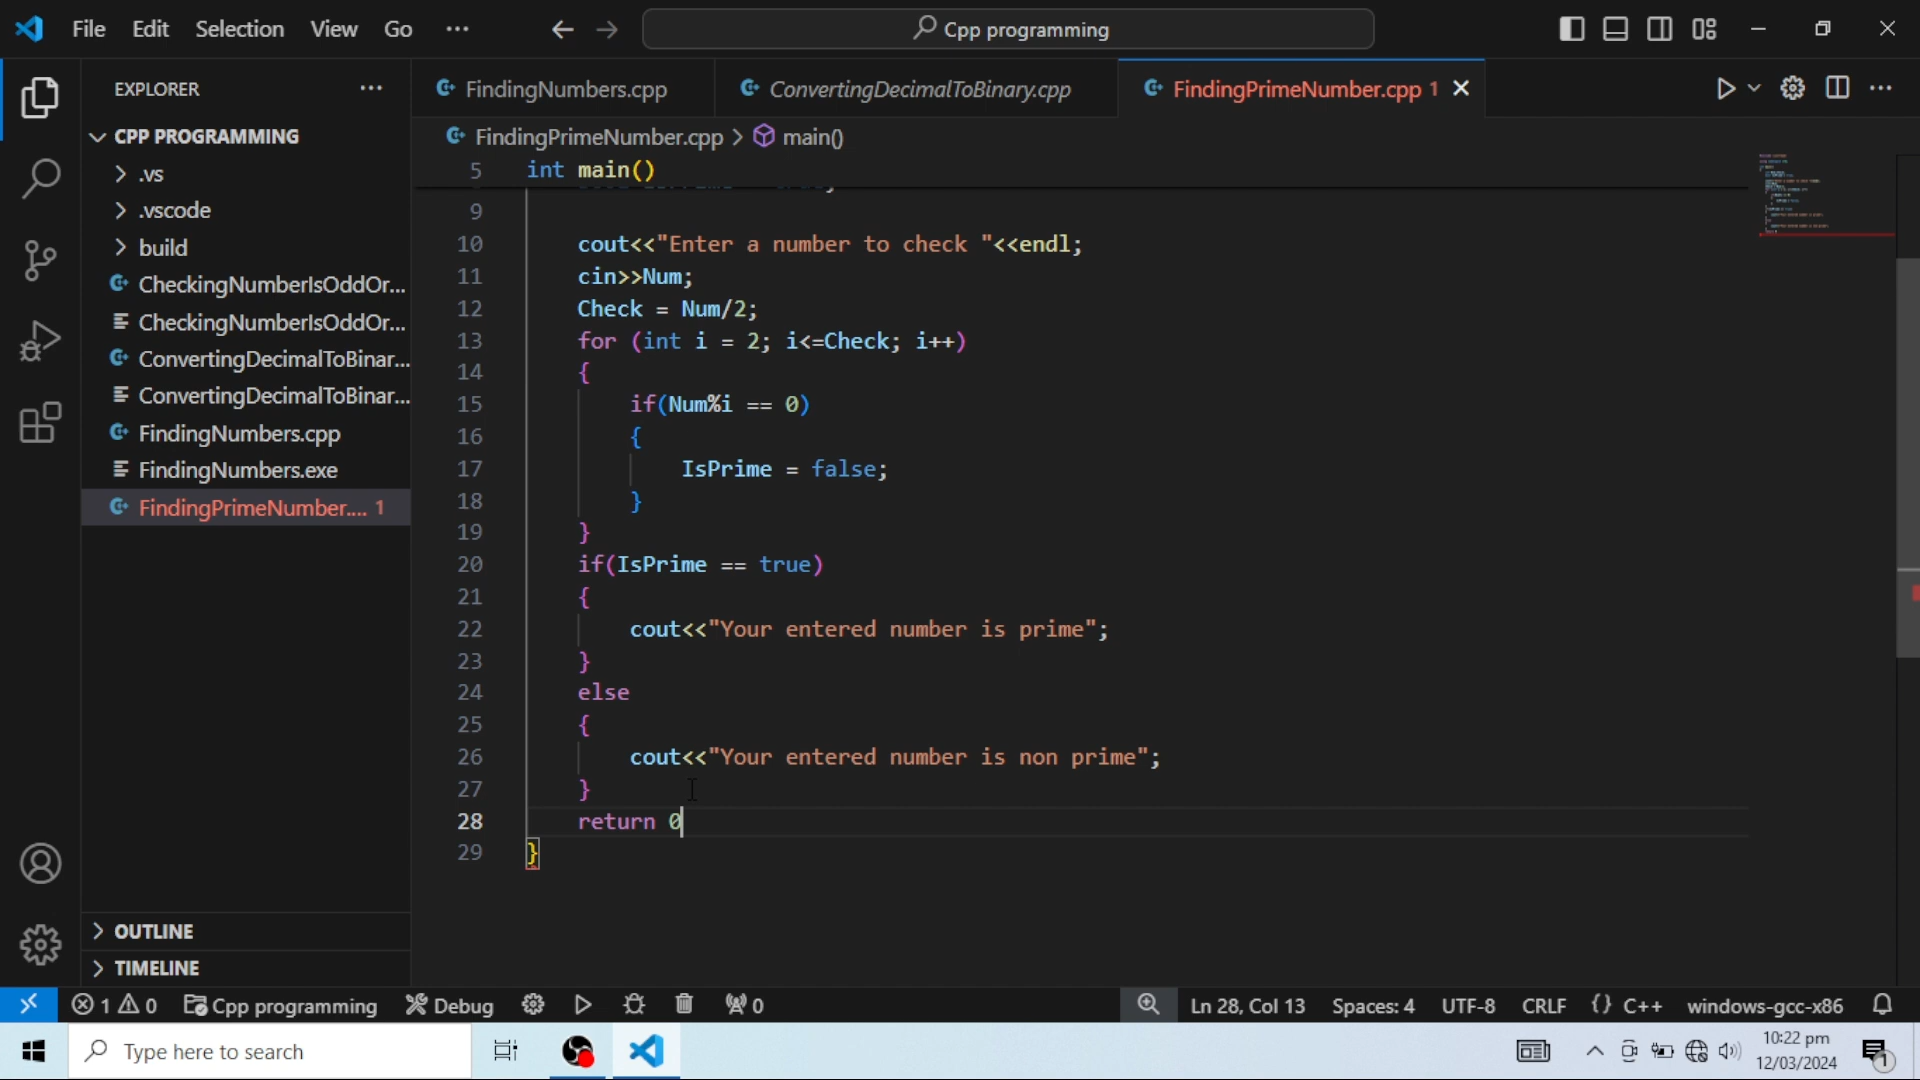 File Edit Selection View Go ··· Cpp programming
EXPLORER ···
FindingNumbers.cpp
ConvertingDecimalToBinary.cpp
FindingPrimeNumber.cpp 1
CPP PROGRAMMING
.vs
.vscode
build
CheckingNumberIsOddOr...
CheckingNumberIsOddOr...
ConvertingDecimalToBinar...
ConvertingDecimalToBinar...
FindingNumbers.cpp
FindingNumbers.exe
FindingPrimeNumber.... 1
OUTLINE
TIMELINE
FindingPrimeNumber.cpp > main()
5 int main()
9
10 cout<<"Enter a number to check "<<endl;
11 cin>>Num;
12 Check = Num/2;
13 for (int i = 2; i<=Check; i++)
14 {
15 if(Num%i == 0)
16 {
17 IsPrime = false;
18 }
19 }
20 if(IsPrime == true)
21 {
22 cout<<"Your entered number is prime";
23 }
24 else
25 {
26 cout<<"Your entered number is non prime";
27 }
28 return 0
29 }
1 0 Cpp programming Debug 0 Ln 28, Col 13 Spaces: 4 UTF-8 CRLF {} C++ windows-gcc-x86
Type here to search
10:22 pm
12/03/2024
1